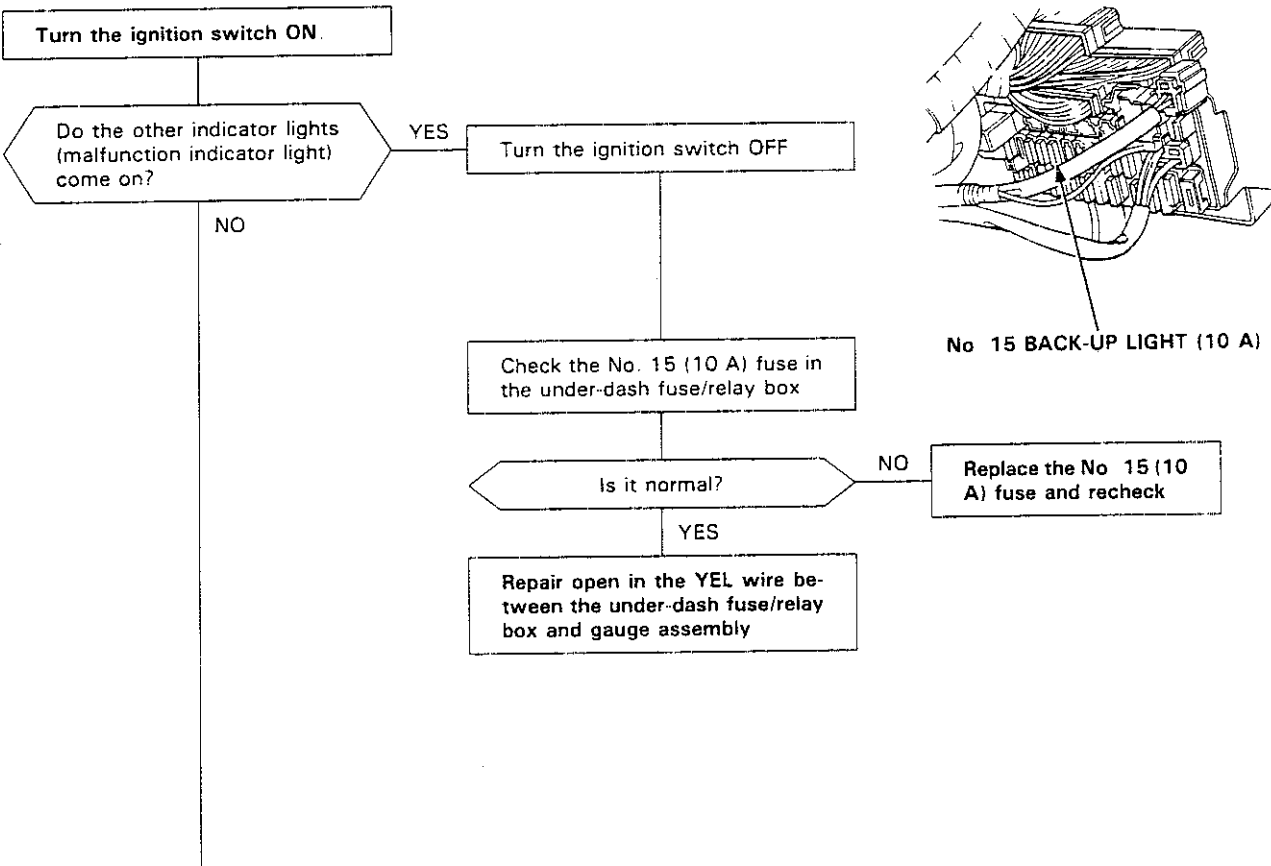 Turn the ignition switch ON.
Do the other indicator lights
(malfunction indicator light)
come on?
YES
Turn the ignition switch OFF
NO
No 15 BACK-UP LIGHT (10 A)
Check the No. 15 (10 A) fuse in
the under-dash fuse/relay box
Is it normal?
NO
Replace the No 15 (10
A) fuse and recheck
YES
Repair open in the YEL wire be-
tween the under-dash fuse/relay
box and gauge assembly